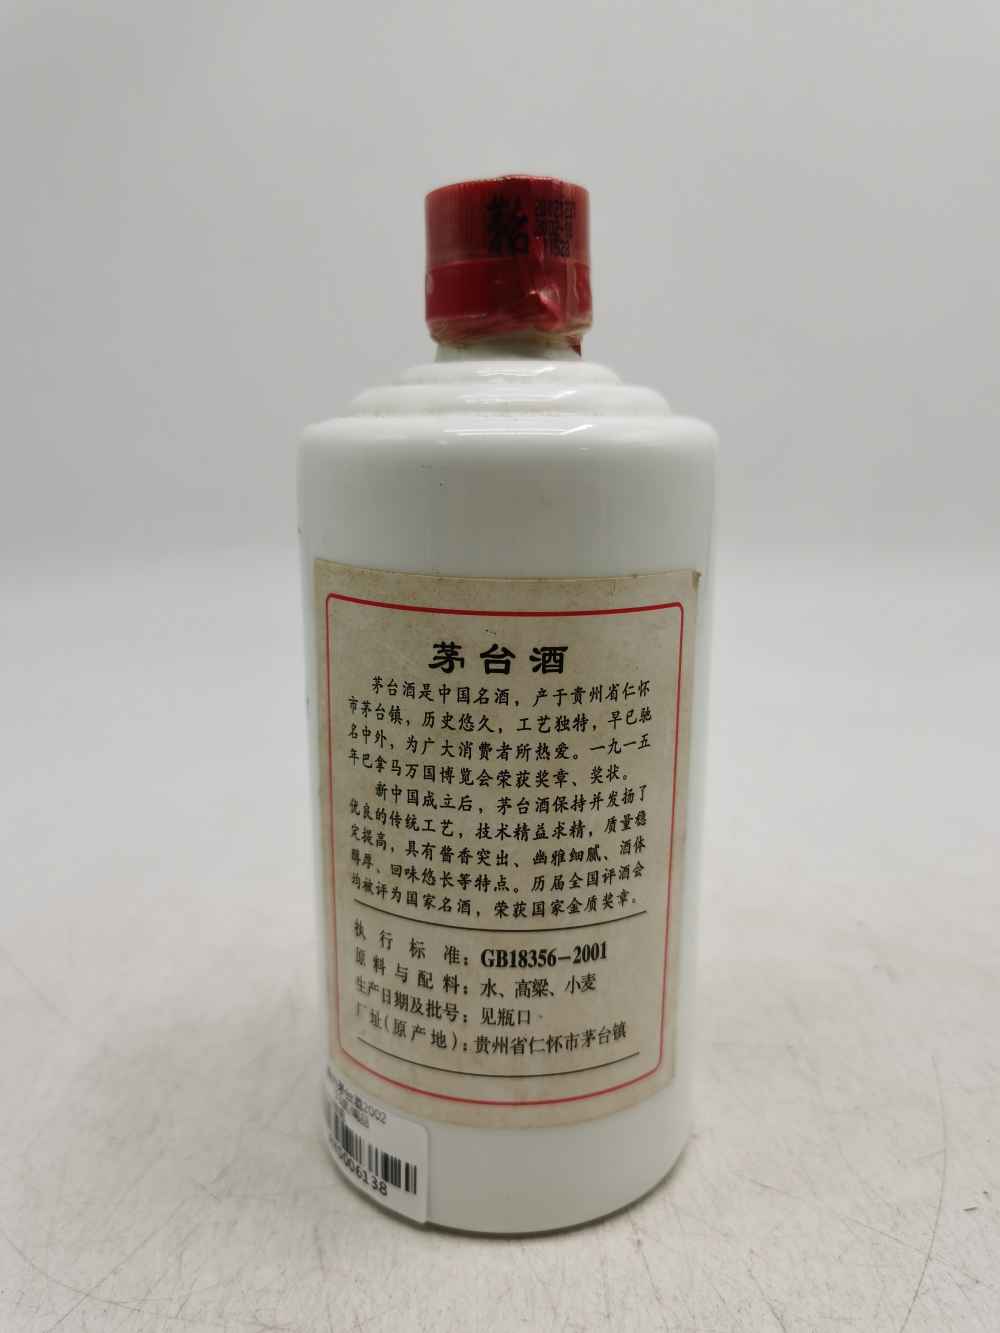 茅台酒
茅台酒是中国名酒，产于贵州省仁怀
市茅台镇，历史悠久，工艺独特，早已驰
名中外，为广大消费者所热爱。一九一五
年巴拿马万国博览会荣获奖章、奖状。
新中国成立后，茅台酒保持并发扬了
优良的传统工艺，技术精益求精，质量稳
定提高，具有酱香突出、幽雅细腻、酒体
醇厚、回味悠长等特点。历届全国评酒会
均被评为国家名酒，荣获国家金质奖章。
执行标准：GB18356-2001
原料与配料：水、高粱、小麦
生产日期及批号：见瓶口
厂址(原产地)：贵州省仁怀市茅台镇
茅台酒2002
006138